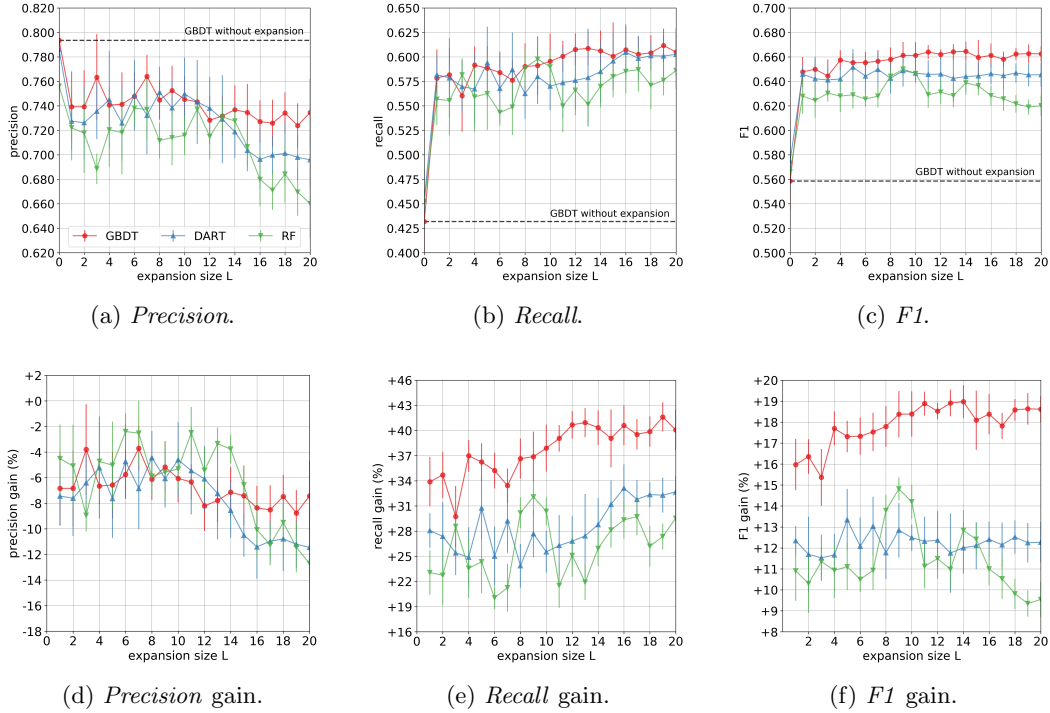 0.820
0.800
0.780
0.760
0.740
0.720
0.700
0.680
0.660
0.640
0.620
precision
GBDT without expansion
GBDT DART RF
0 2 4 6 8 10 12 14 16 18 20
expansion size L
(a) Precision.
0.650
0.625
0.600
0.575
0.550
0.525
0.500
0.475
0.450
0.425
0.400
recall
GBDT without expansion
0 2 4 6 8 10 12 14 16 18 20
expansion size L
(b) Recall.
0.700
0.680
0.660
0.640
0.620
0.600
0.580
0.560
0.540
0.520
0.500
F1
GBDT without expansion
0 2 4 6 8 10 12 14 16 18 20
expansion size L
(c) F1.
+2
+0
-2
-4
-6
-8
-10
-12
-14
-16
-18
precision gain (%)
0 2 4 6 8 10 12 14 16 18 20
expansion size L
(d) Precision gain.
+46
+43
+40
+37
+34
+31
+28
+25
+22
+19
+16
recall gain (%)
0 2 4 6 8 10 12 14 16 18 20
expansion size L
(e) Recall gain.
+20
+19
+18
+17
+16
+15
+13
+12
+11
+10
+9
+8
F1 gain (%)
0 2 4 6 8 10 12 14 16 18 20
expansion size L
(f) F1 gain.